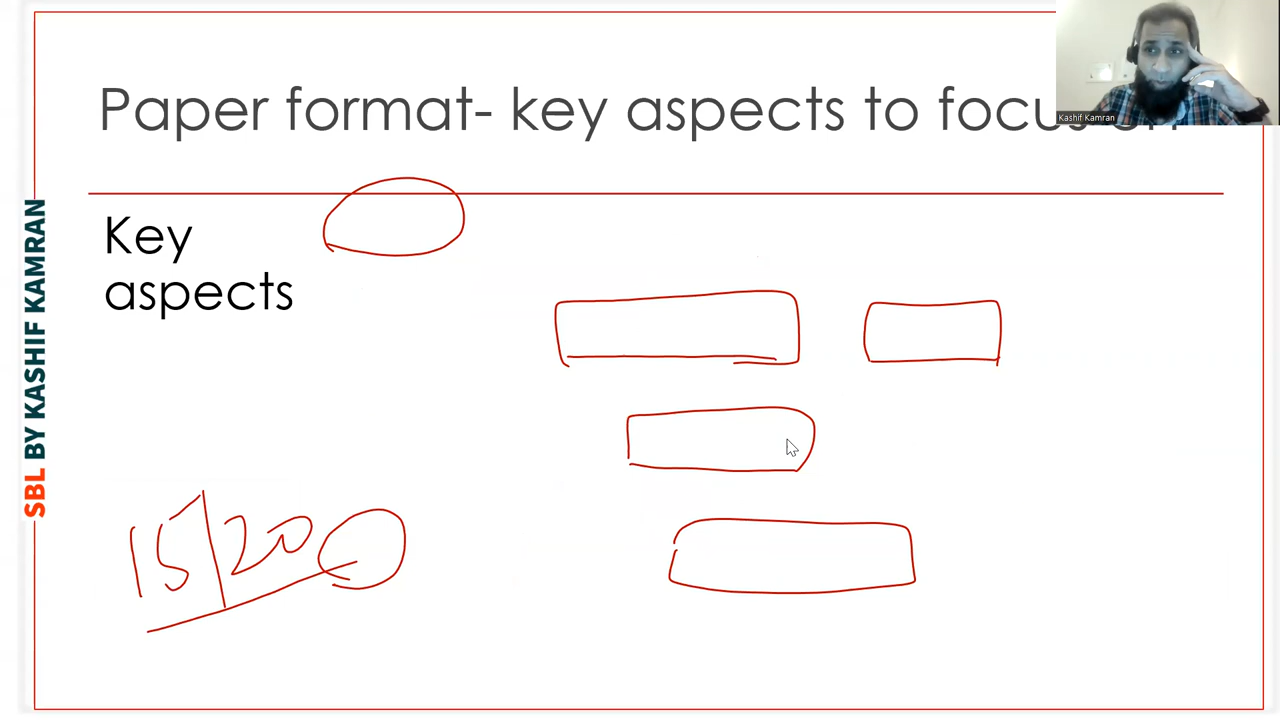 Paper format- key aspects to focus on
Kashif Kamran
Key
aspects
SBL BY KASHIF KAMRAN
15/20